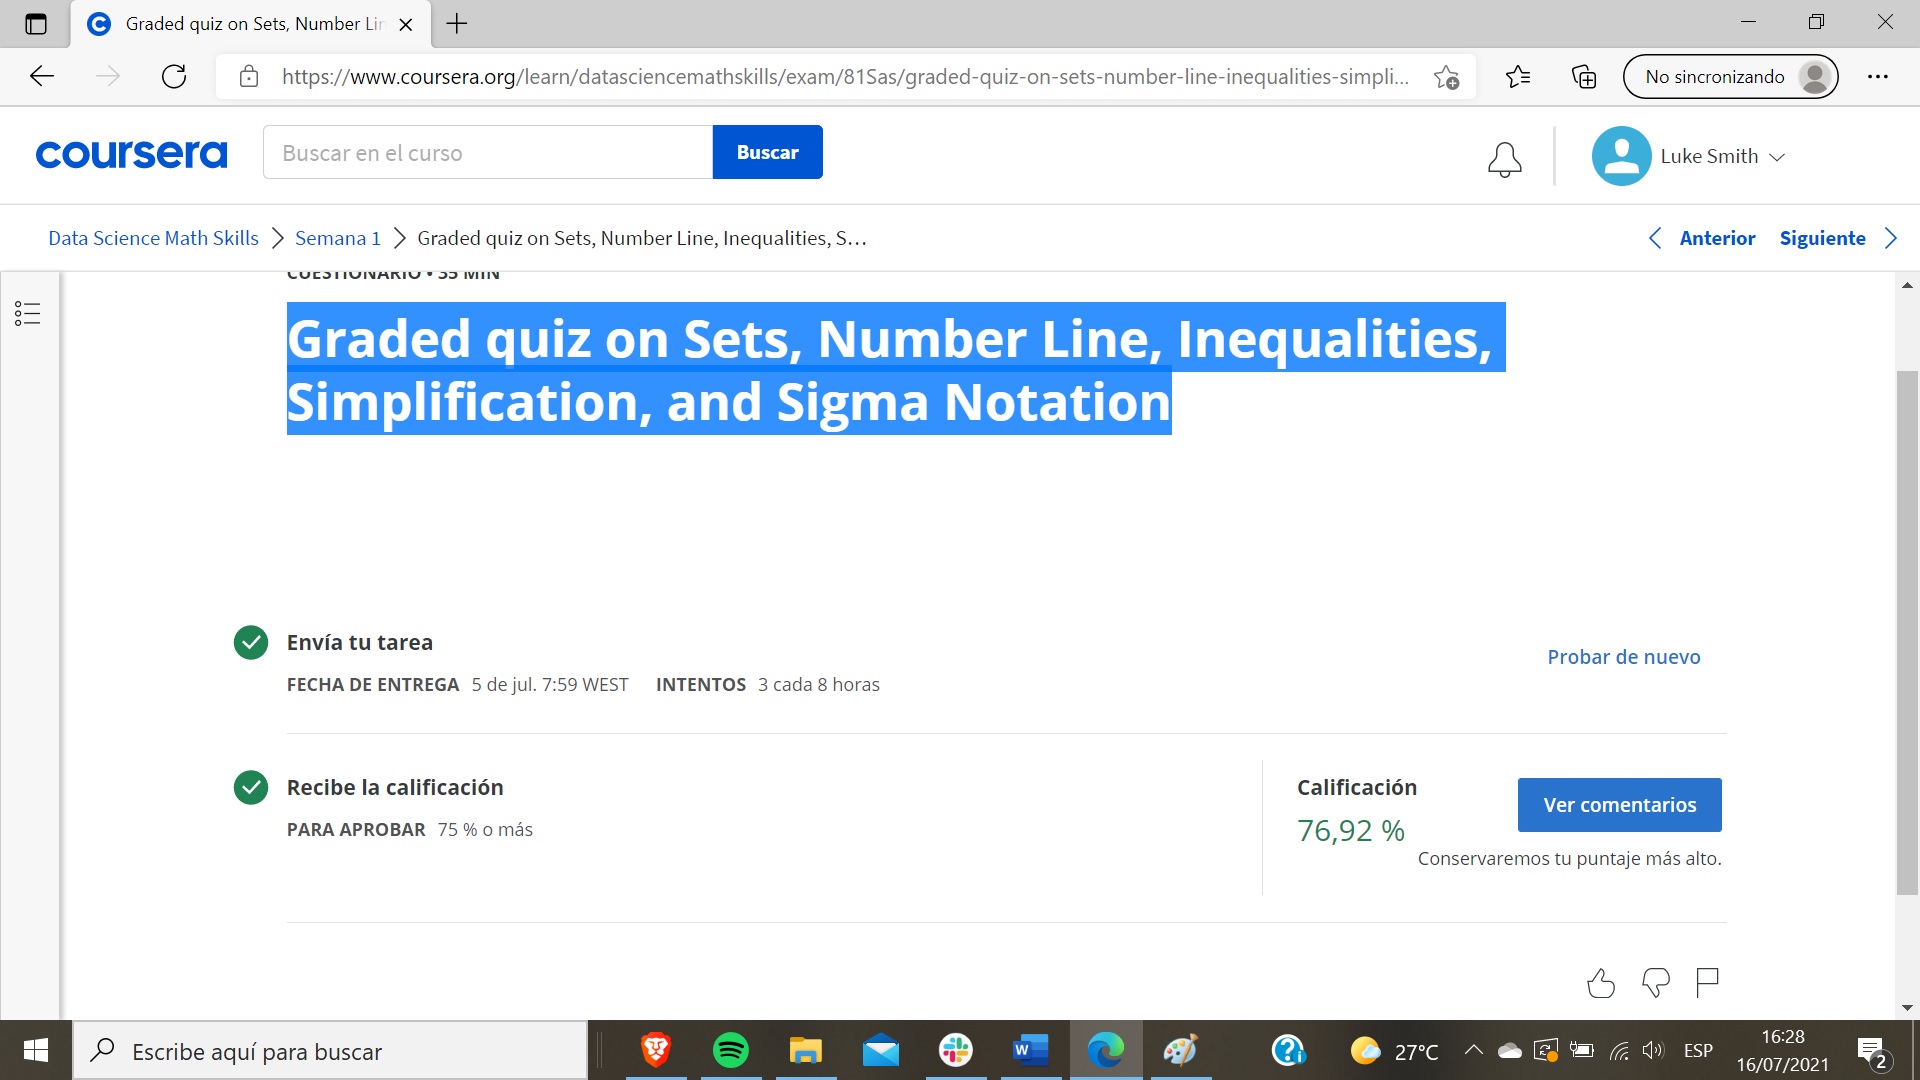 Graded quiz on Sets, Number Lin
https://www.coursera.org/learn/datasciencemathskills/exam/81Sas/graded-quiz-on-sets-number-line-inequalities-simpli...
No sincronizando
coursera
Buscar en el curso
Buscar
Luke Smith
Data Science Math Skills
Semana 1
Graded quiz on Sets, Number Line, Inequalities, S...
Anterior
Siguiente
CUESTIONARIO • 35 MIN
Graded quiz on Sets, Number Line, Inequalities,
Simplification, and Sigma Notation
Envía tu tarea
Probar de nuevo
FECHA DE ENTREGA 5 de jul. 7:59 WEST INTENTOS 3 cada 8 horas
Recibe la calificación
PARA APROBAR 75 % o más
Calificación
76,92 %
Ver comentarios
Conservaremos tu puntaje más alto.
Escribe aquí para buscar
27°C
ESP
16:28
16/07/2021
2